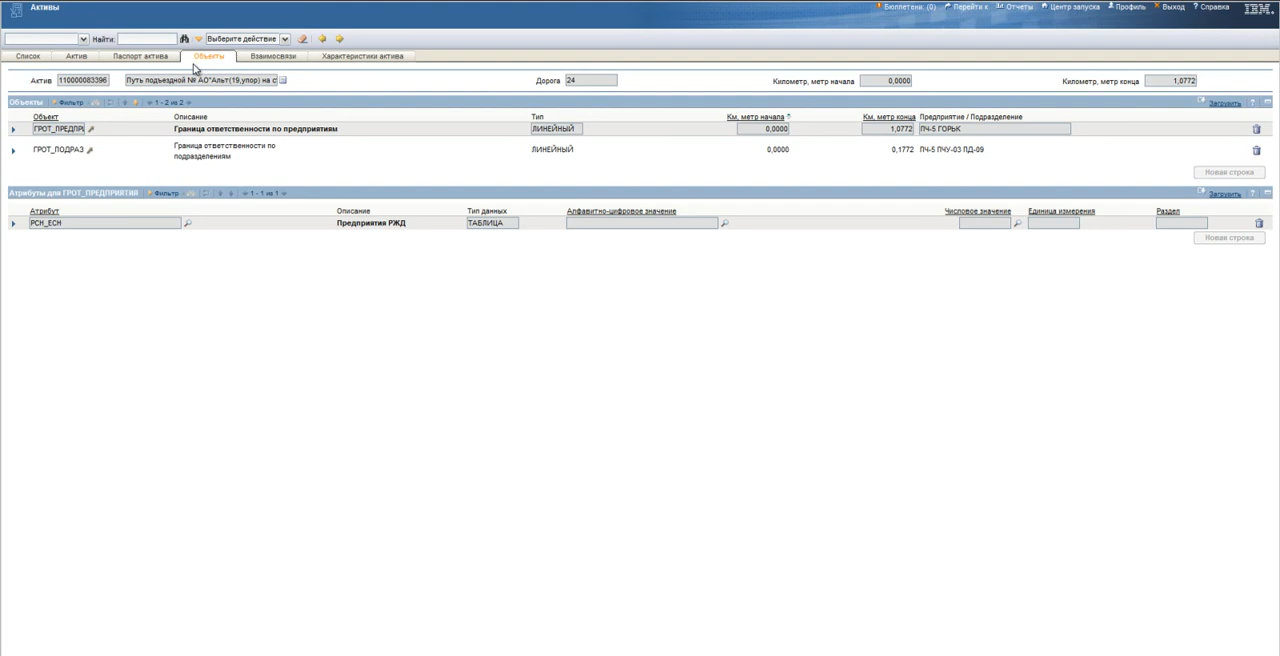 Активы
Бюллетени: (0) Перейти к Отчеты Центр запуска Профиль Выход ? Справка IBM
Найти: Выберите действие
Список Актив Паспорт актива Объекты Взаимосвязи Характеристики актива
Актив 110000083396 Путь подъездной № АО"Альт(19,упор) на с Дорога 24 Километр, метр начала 0,0000 Километр, метр конца 1,0772
Объекты Фильтр 1 - 2 из 2 Загрузить ?
Объект Описание Тип Км. метр начала Км. метр конца Предприятие / Подразделение
ГРОТ_ПРЕДПРИ Граница ответственности по предприятиям ЛИНЕЙНЫЙ 0,0000 1,0772 ПЧ-5 ГОРЬК
ГРОТ_ПОДРАЗ Граница ответственности по подразделениям ЛИНЕЙНЫЙ 0,0000 0,1772 ПЧ-5 ПЧУ-03 ПД-09
Новая строка
Атрибуты для ГРОТ_ПРЕДПРИЯТИЯ Фильтр 1 - 1 из 1 Загрузить ?
Атрибут Описание Тип данных Алфавитно-цифровое значение Числовое значение Единица измерения Раздел
РСН_ЕСН Предприятия РЖД ТАБЛИЦА
Новая строка